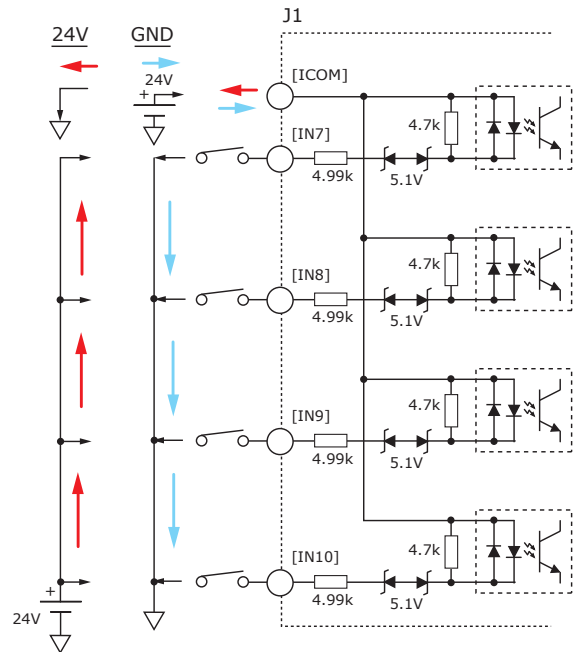 J1
24V
GND
24V
+
[ICOM]
4.7k
[IN7]
4.99k
5.1V
[IN8]
4.7k
4.99k
5.1V
[IN9]
4.7k
4.99k
5.1V
[IN10]
4.7k
4.99k
5.1V
+
24V